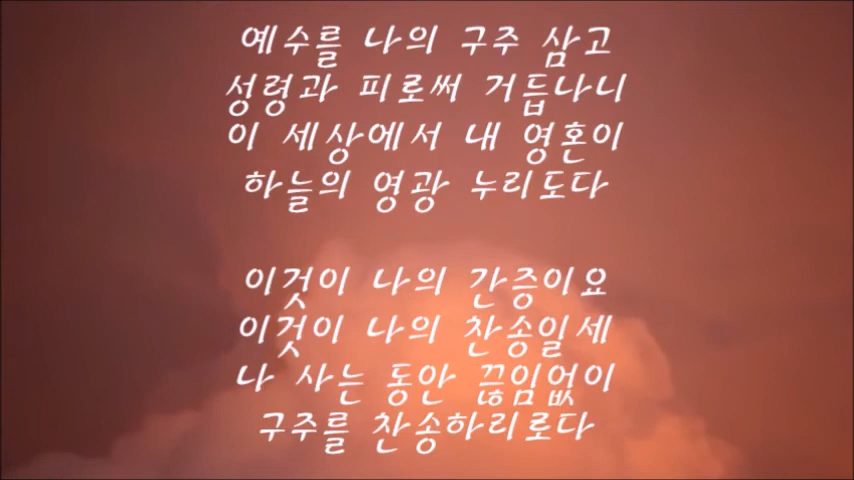 예수를 나의 구주 삼고
성령과 피로써 거듭나니
이 세상에서 내 영혼이
하늘의 영광 누리도다
이것이 나의 간증이요
이것이 나의 찬송일세
나 사는 동안 끊임없이
구주를 찬송하리로다